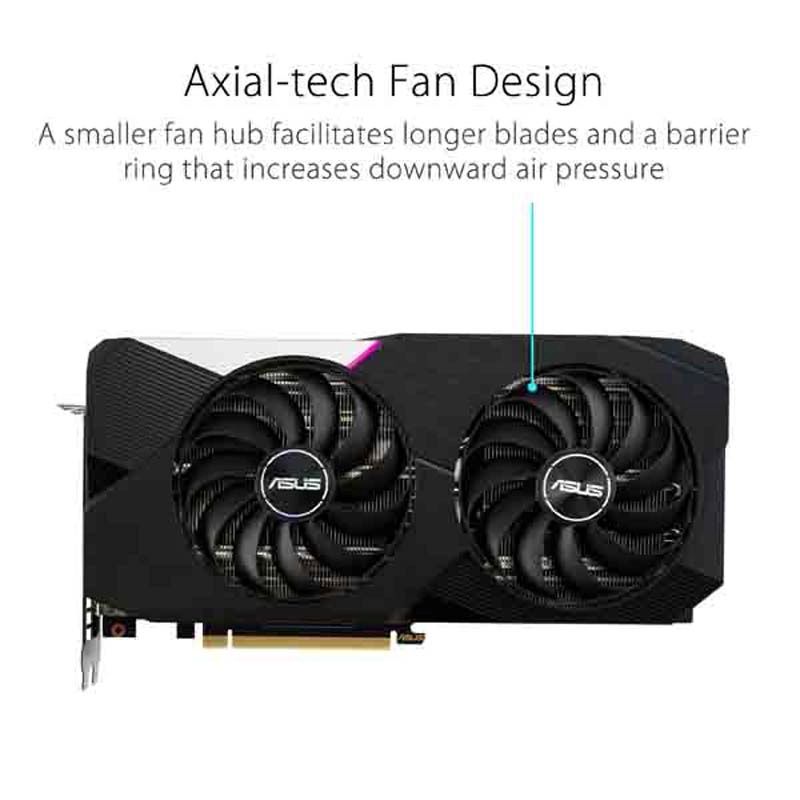 Axial-tech Fan Design
A smaller fan hub facilitates longer blades and a barrier
ring that increases downward air pressure
ASUS
ASUS
ASUS